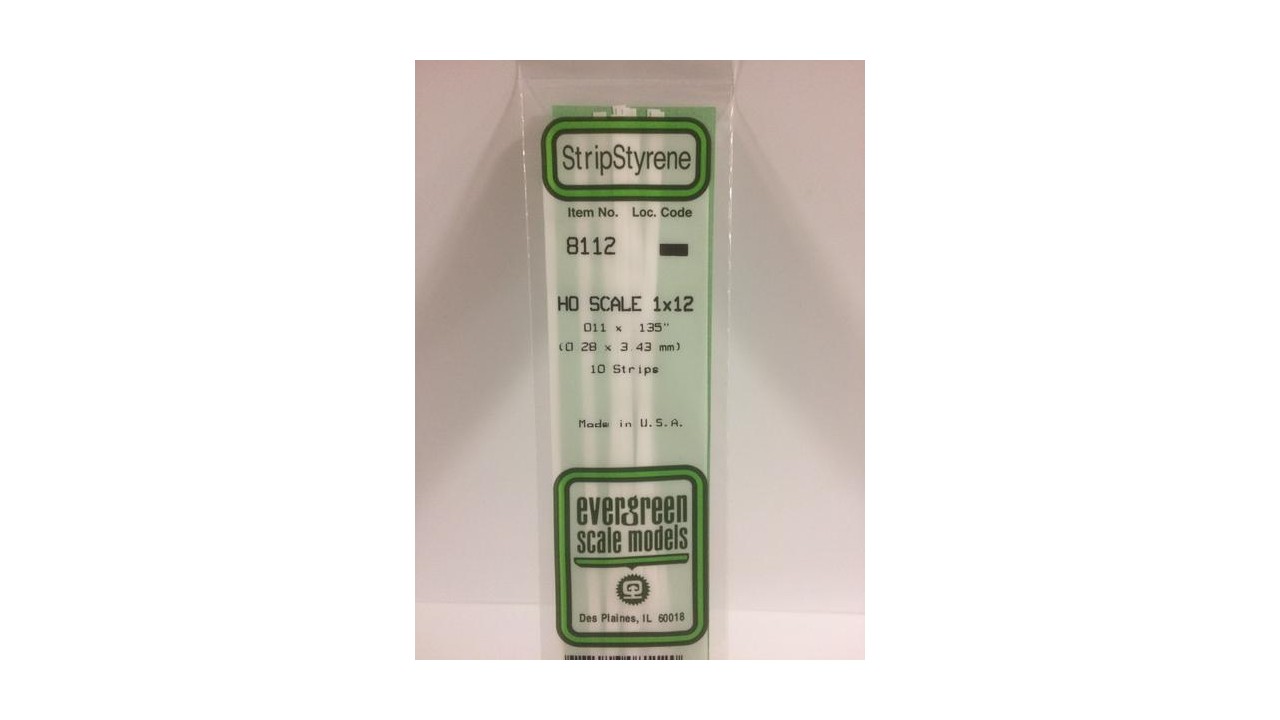 StripStyrene
Item No. Loc. Code
8112
HO SCALE 1x12
011 x 135"
(0 28 x 3 43 mm)
10 Strips
Made in U.S.A.
evergreen
scale models
Des Plaines, IL 60018